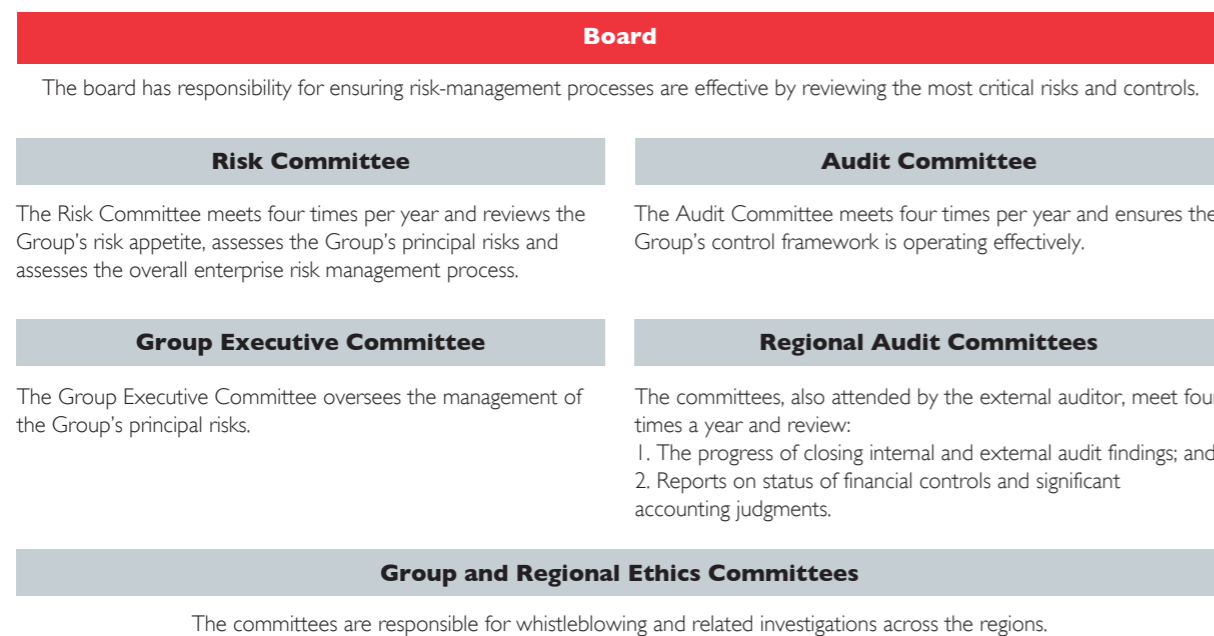 Board
The board has responsibility for ensuring risk-management processes are effective by reviewing the most critical risks and controls.
Risk Committee
The Risk Committee meets four times per year and reviews the
Group's risk appetite, assesses the Group's principal risks and
assesses the overall enterprise risk management process.
Audit Committee
The Audit Committee meets four times per year and ensures the
Group's control framework is operating effectively.
Group Executive Committee
The Group Executive Committee oversees the management of
the Group's principal risks.
Regional Audit Committees
The committees, also attended by the external auditor, meet four
times a year and review:
1. The progress of closing internal and external audit findings; and
2. Reports on status of financial controls and significant
accounting judgments.
Group and Regional Ethics Committees
The committees are responsible for whistleblowing and related investigations across the regions.